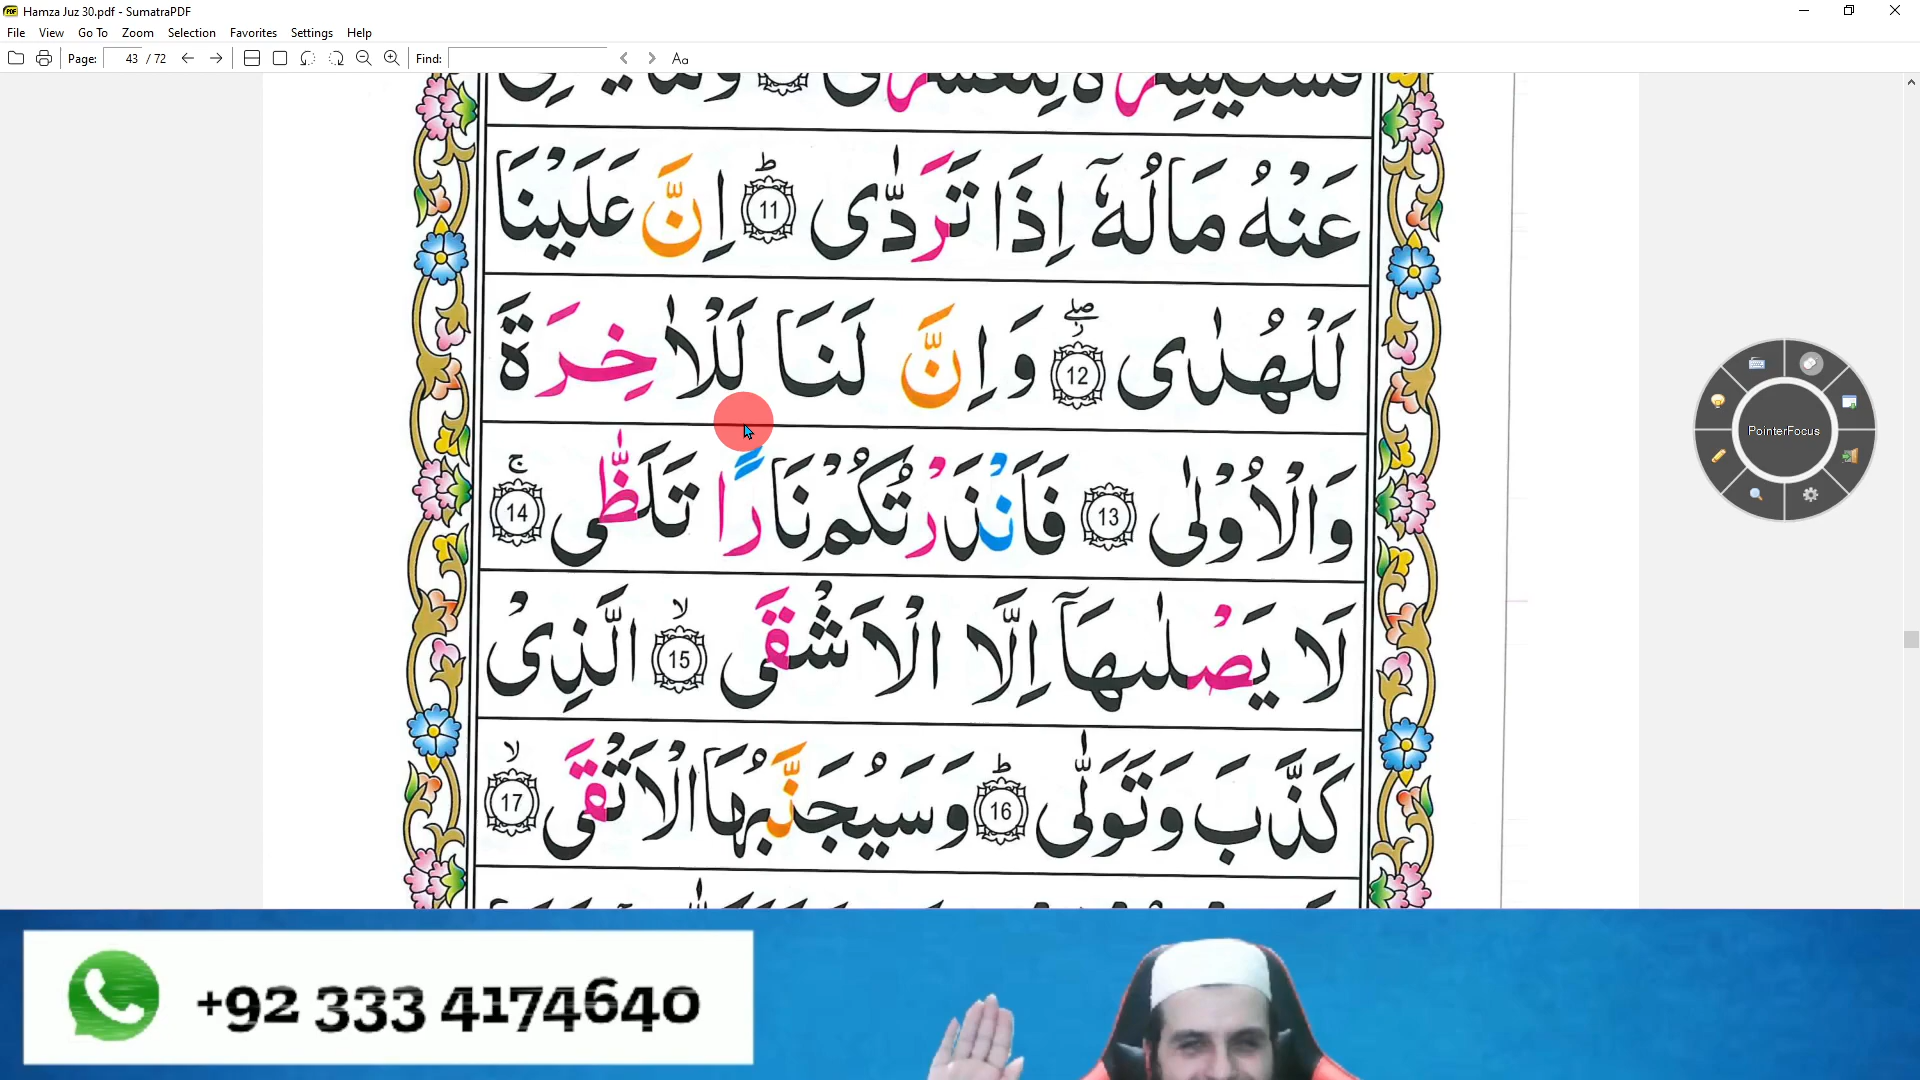 Hamza Juz 30.pdf - SumatraPDF
File View Go To Zoom Selection Favorites Settings Help
Page: 43 / 72 Find: Aa
عَنْهُ مَالُهٗٓ اِذَا تَرَدّٰى ؕ 11 اِنَّ عَلَيْنَا
لَلْهُدٰى ۖ 12 وَاِنَّ لَنَا لَلْاٰخِرَةَ
وَالْاُوْلٰى 13 فَاَنْذَرْتُكُمْ نَارًا تَلَظّٰى ۚ 14
لَا يَصْلٰىهَآ اِلَّا الْاَشْقَى ۙ 15 الَّذِىْ
كَذَّبَ وَتَوَلّٰى ؕ 16 وَسَيُجَنَّبُهَا الْاَتْقَى ۙ 17
PointerFocus
+92 333 4174640